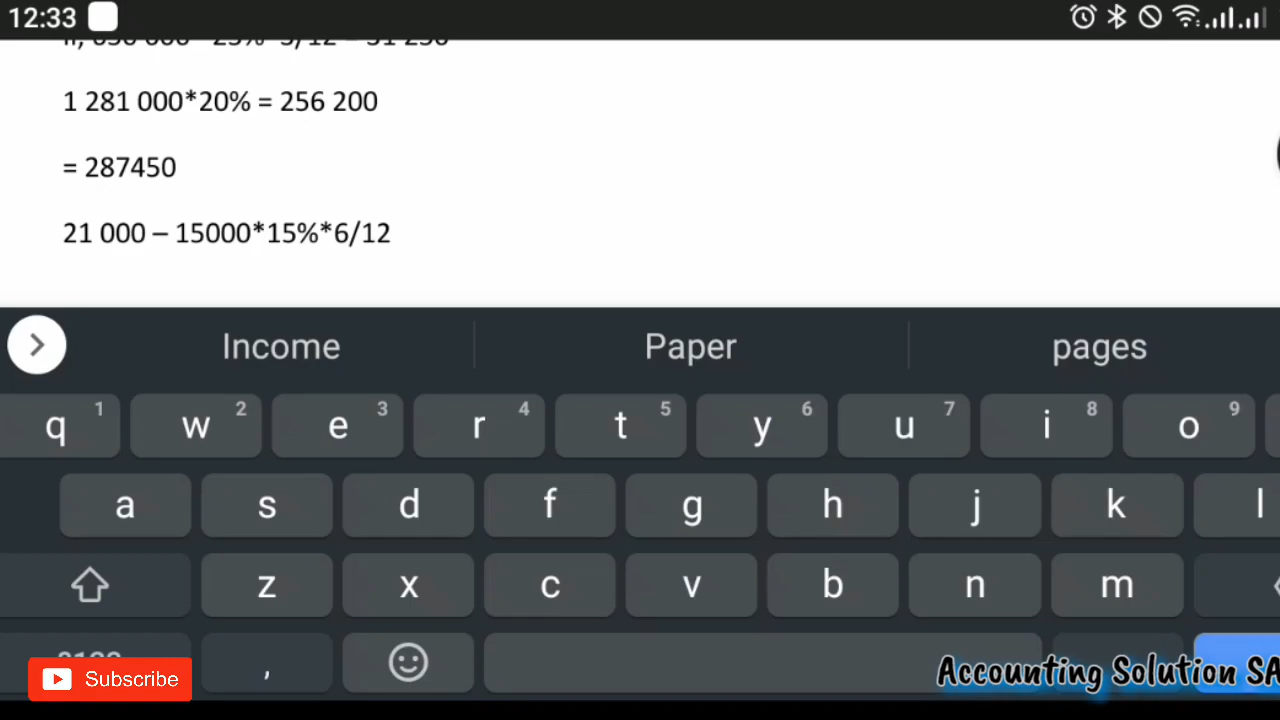 12:33
1 281 000*20% = 256 200
= 287450
21 000 – 15000*15%*6/12
Income Paper pages
q 1 w 2 e 3 r 4 t 5 y 6 u 7 i 8 o 9
a s d f g h j k l
z x c v b n m
,
Subscribe
Accounting Solution SA